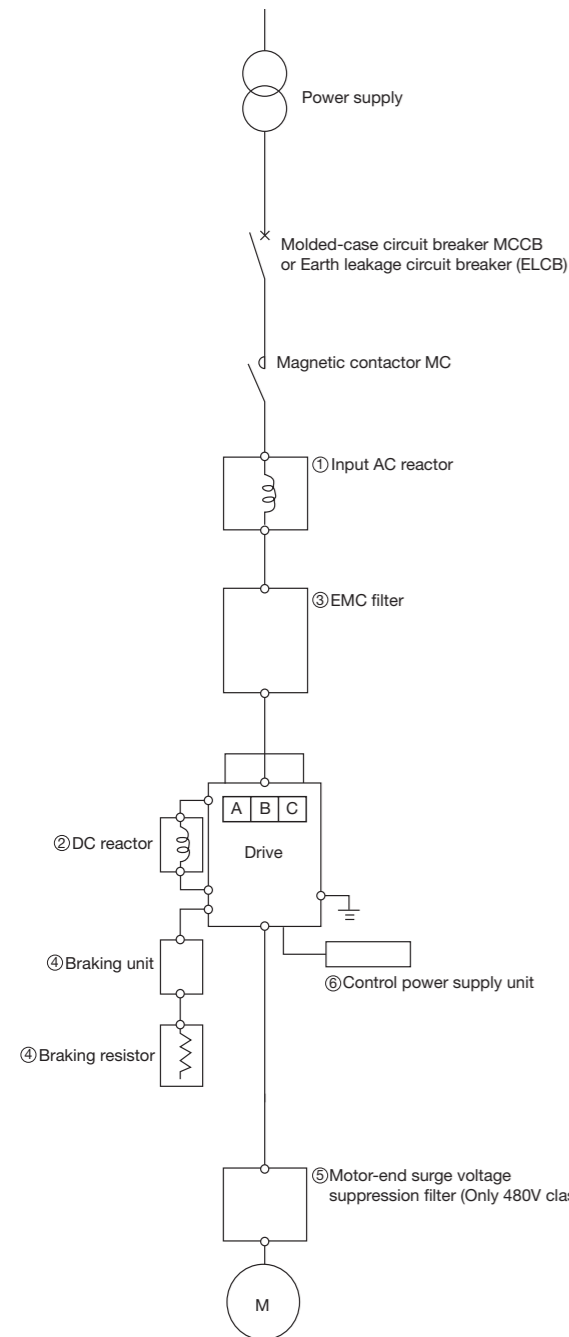 Power supply
Molded-case circuit breaker MCCB
or Earth leakage circuit breaker (ELCB)
Magnetic contactor MC
①Input AC reactor
③EMC filter
A B C
②DC reactor
Drive
④Braking unit
⑥Control power supply unit
④Braking resistor
⑤Motor-end surge voltage
suppression filter (Only 480V clas
M